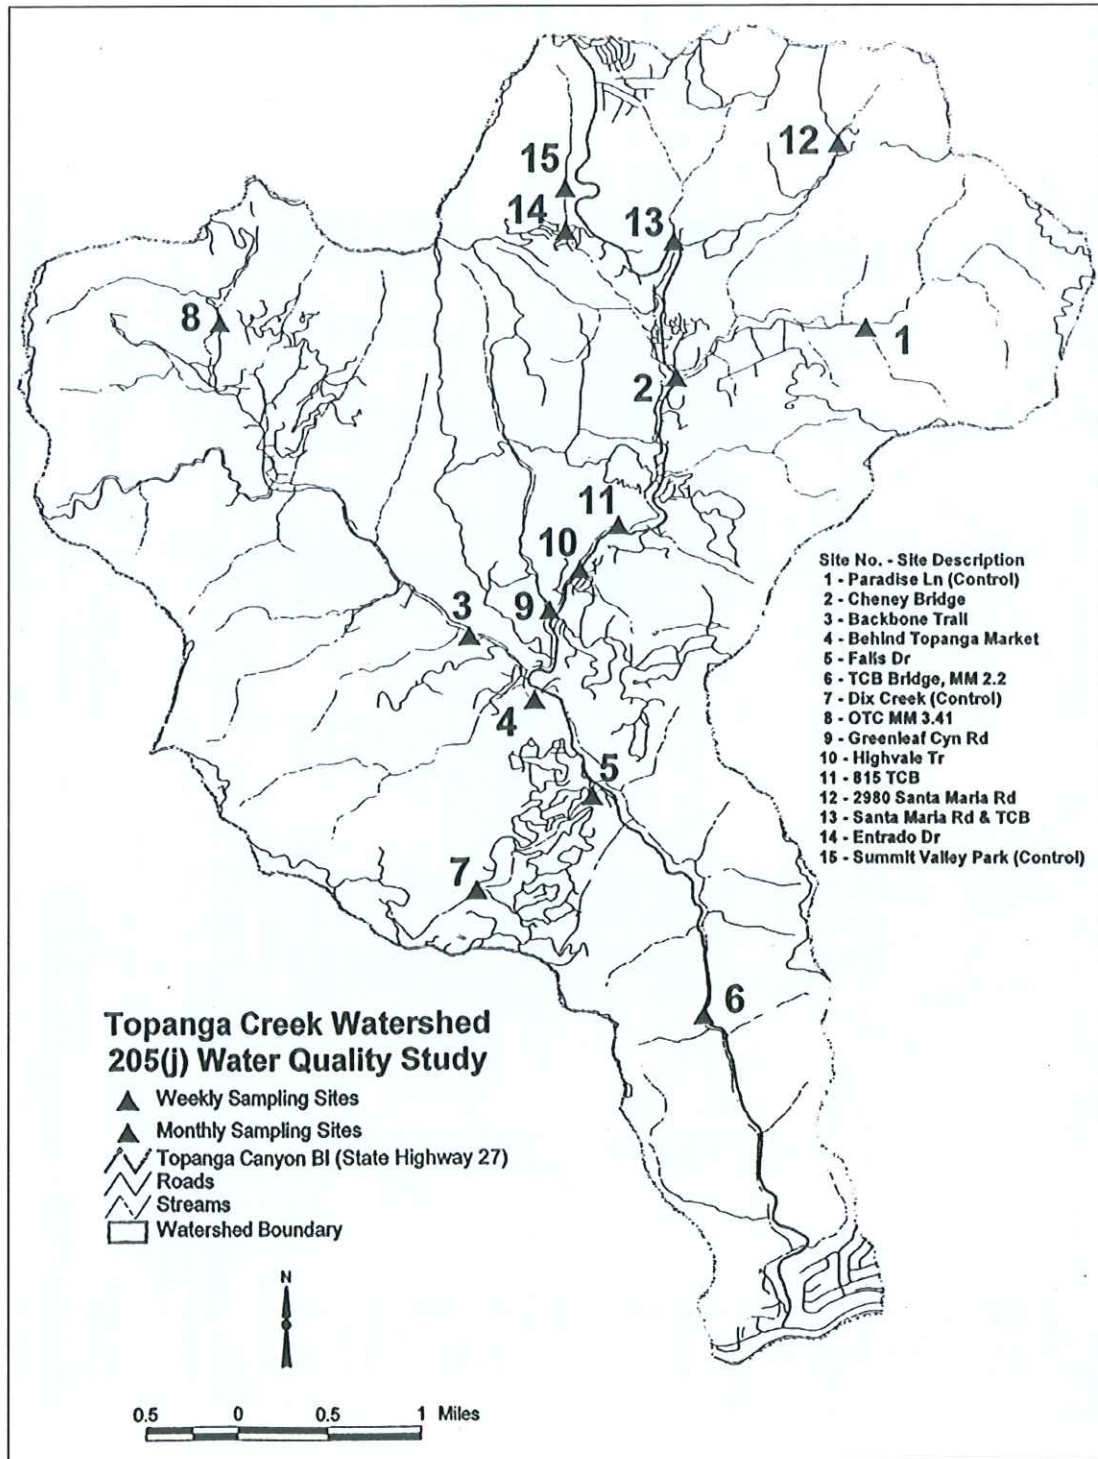 15
12
14
13
8
1
2
11
10
9
3
4
5
7
6
Site No. - Site Description
1 - Paradise Ln (Control)
2 - Cheney Bridge
3 - Backbone Trail
4 - Behind Topanga Market
5 - Falls Dr
6 - TCB Bridge, MM 2.2
7 - Dix Creek (Control)
8 - OTC MM 3.41
9 - Greenleaf Cyn Rd
10 - Highvale Tr
11 - 815 TCB
12 - 2980 Santa Maria Rd
13 - Santa Maria Rd & TCB
14 - Entrado Dr
15 - Summit Valley Park (Control)
Topanga Creek Watershed
205(j) Water Quality Study
Weekly Sampling Sites
Monthly Sampling Sites
Topanga Canyon Bl (State Highway 27)
Roads
Streams
Watershed Boundary
N
0.5 0 0.5 1 Miles